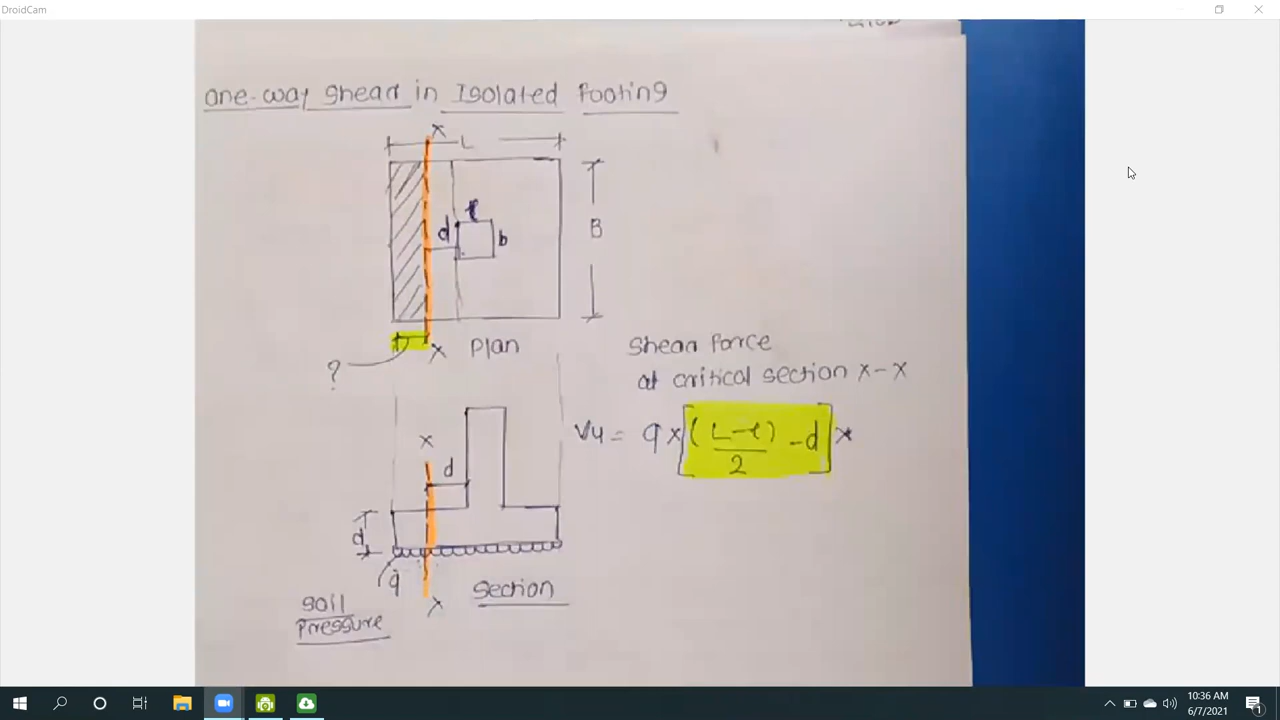 DroidCam
one-way shear in Isolated Footing
x
L
l
d
b
B
?
x
Plan
Shear Force
at critical section x-x
Vu = q x [ (L-l)/2 - d ] x
x
d
d
q
x
Section
Soil
Pressure
10:36 AM
6/7/2021
1